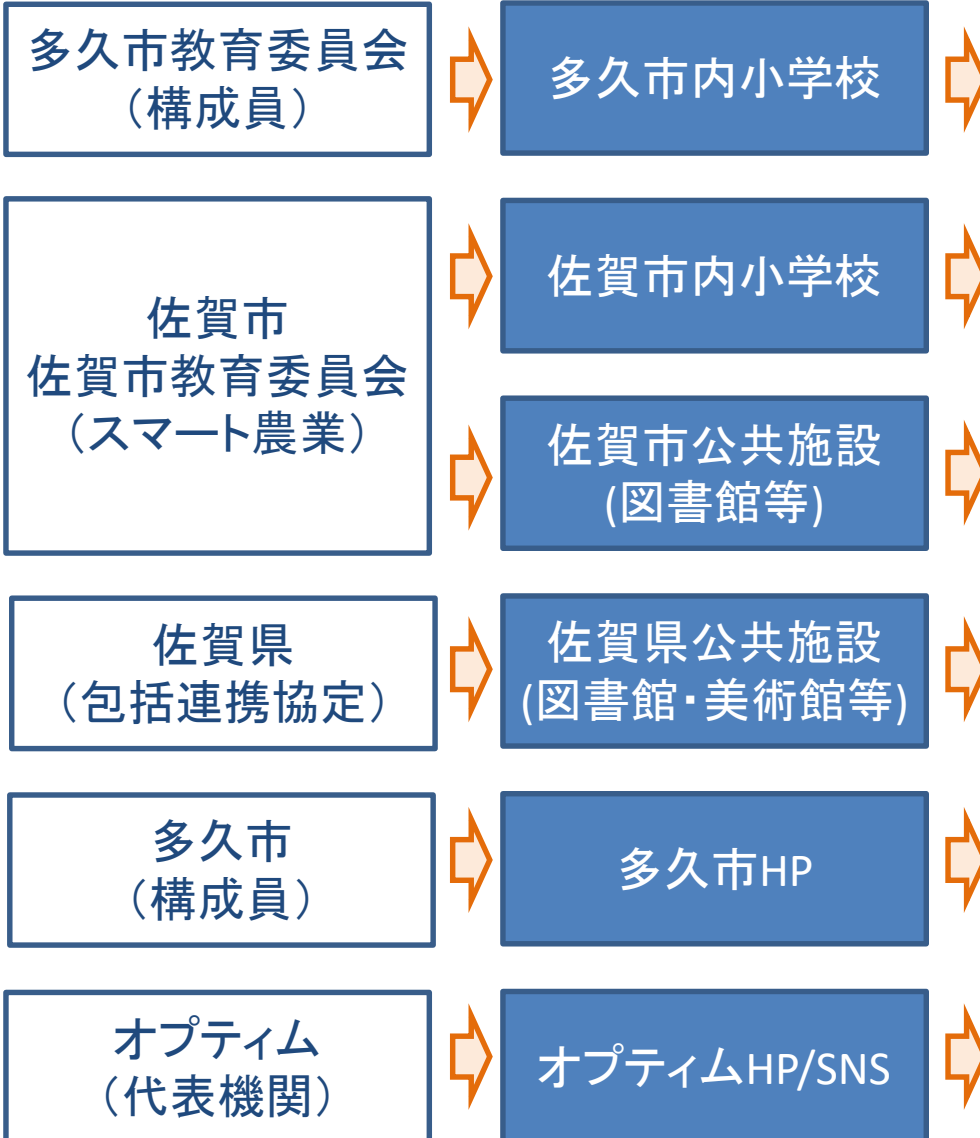 多久市教育委員会
（構成員）
多久市内小学校
佐賀市
佐賀市教育委員会
（スマート農業）
佐賀市内小学校
佐賀市公共施設
(図書館等)
佐賀県
（包括連携協定）
佐賀県公共施設
(図書館・美術館等)
多久市
（構成員）
多久市HP
オプティム
（代表機関）
オプティムHP/SNS